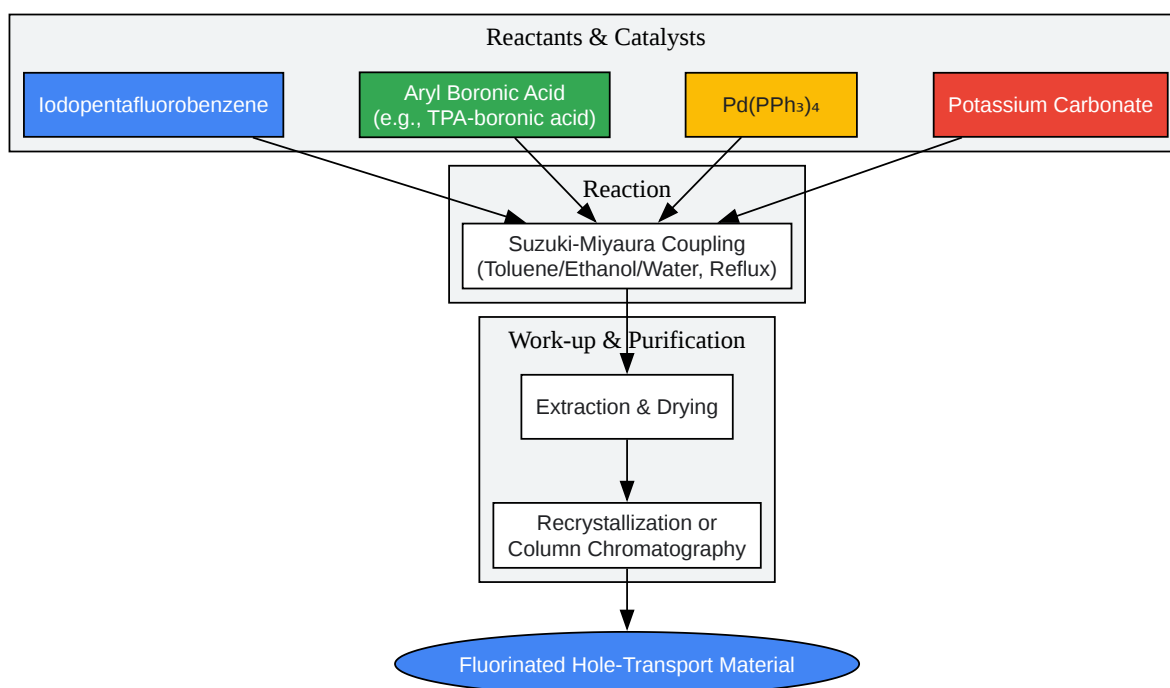 Reactants & Catalysts
Iodopentafluorobenzene
Aryl Boronic Acid
(e.g., TPA-boronic acid)
Pd(PPh₃)₄
Potassium Carbonate
Reaction
Suzuki-Miyaura Coupling
(Toluene/Ethanol/Water, Reflux)
Work-up & Purification
Extraction & Drying
Recrystallization or
Column Chromatography
Fluorinated Hole-Transport Material